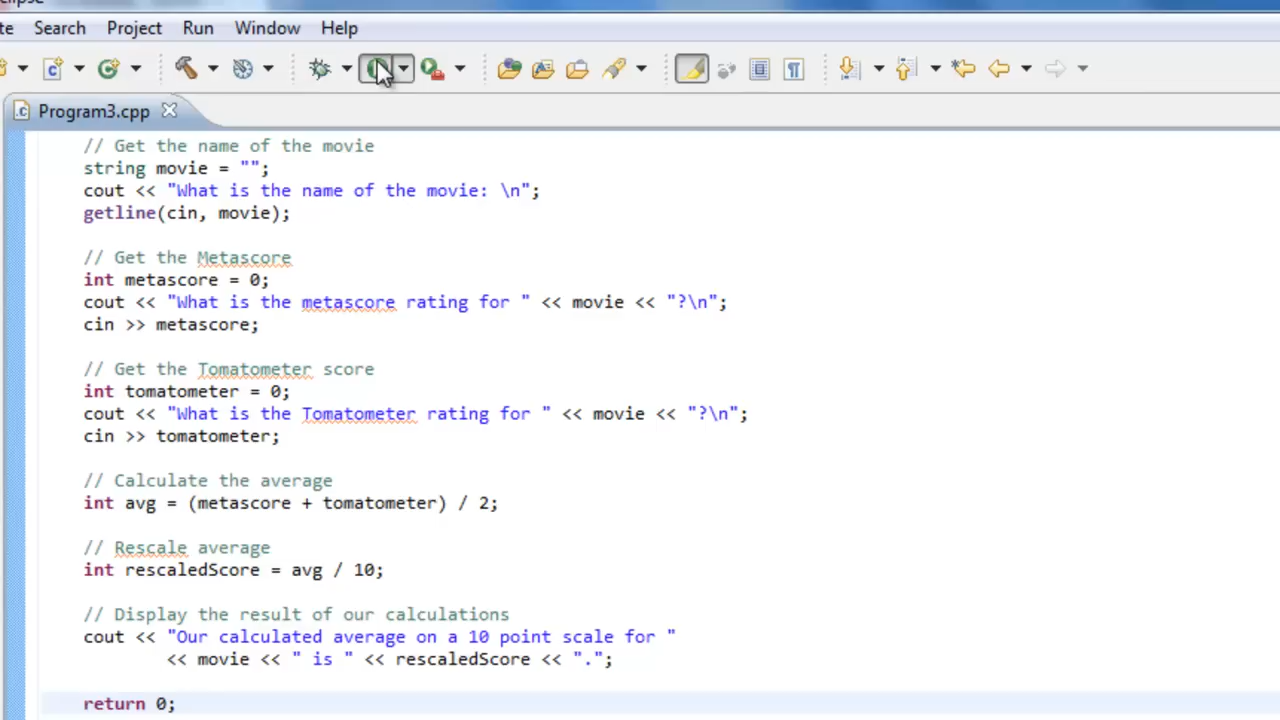 te Search Project Run Window Help
Program3.cpp
// Get the name of the movie
string movie = "";
cout << "What is the name of the movie: \n";
getline(cin, movie);
// Get the Metascore
int metascore = 0;
cout << "What is the metascore rating for " << movie << "?\n";
cin >> metascore;
// Get the Tomatometer score
int tomatometer = 0;
cout << "What is the Tomatometer rating for " << movie << "?\n";
cin >> tomatometer;
// Calculate the average
int avg = (metascore + tomatometer) / 2;
// Rescale average
int rescaledScore = avg / 10;
// Display the result of our calculations
cout << "Our calculated average on a 10 point scale for "
<< movie << " is " << rescaledScore << ".";
return 0;